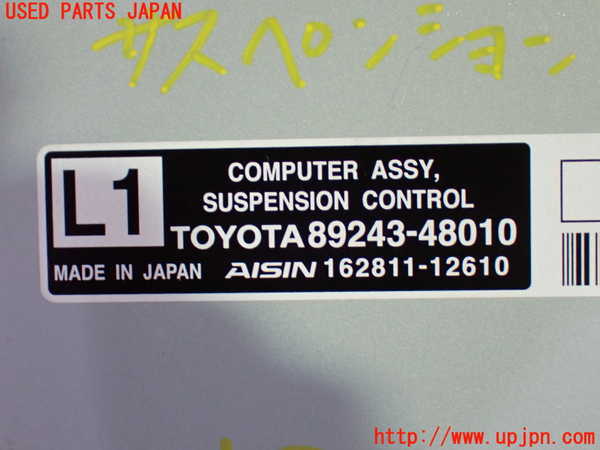 USED PARTS JAPAN
サスペンション
L1
COMPUTER ASSY,
SUSPENSION CONTROL
TOYOTA 89243-48010
MADE IN JAPAN AISIN 162811-12610
http://www.upjpn.com/